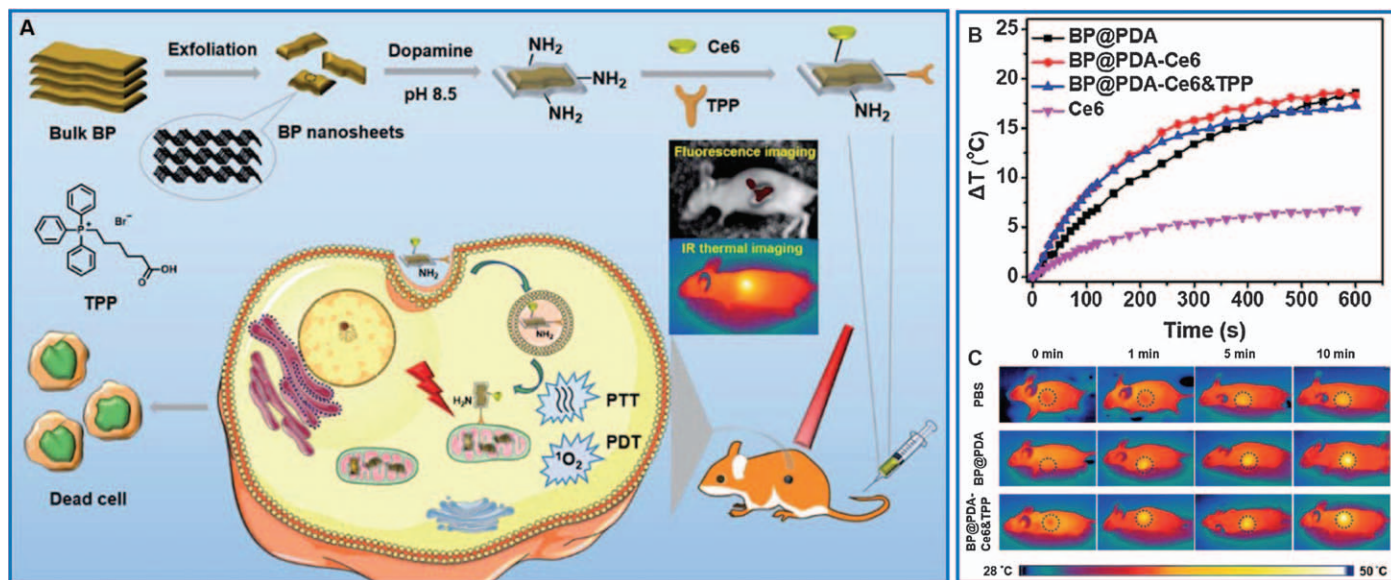 A
Exfoliation
Dopamine
pH 8.5
Ce6
TPP
NH2
NH2
NH2
NH2
Bulk BP
BP nanosheets
Fluorescence imaging
IR thermal imaging
Br−
P+
OH
O
TPP
NH2
NH2
H2N
PTT
PDT
1O2
Dead cell
B
BP@PDA
BP@PDA-Ce6
BP@PDA-Ce6&TPP
Ce6
ΔT (°C)
25
20
15
10
5
0
0 100 200 300 400 500 600
Time (s)
C
0 min 1 min 5 min 10 min
PBS
BP@PDA
BP@PDA-
Ce6&TPP
28 °C 50 °C